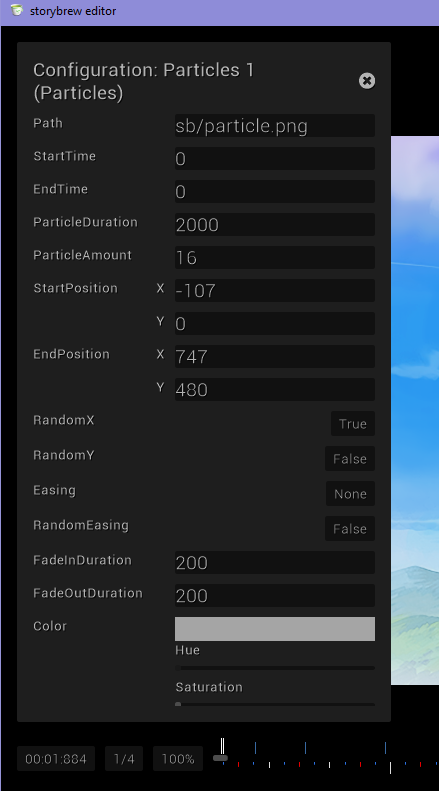 storybrew editor
Configuration: Particles 1
(Particles)
Path sb/particle.png
StartTime 0
EndTime 0
ParticleDuration 2000
ParticleAmount 16
StartPosition X -107
Y 0
EndPosition X 747
Y 480
RandomX True
RandomY False
Easing None
RandomEasing False
FadeInDuration 200
FadeOutDuration 200
Color
Hue
Saturation
00:01:884 1/4 100%